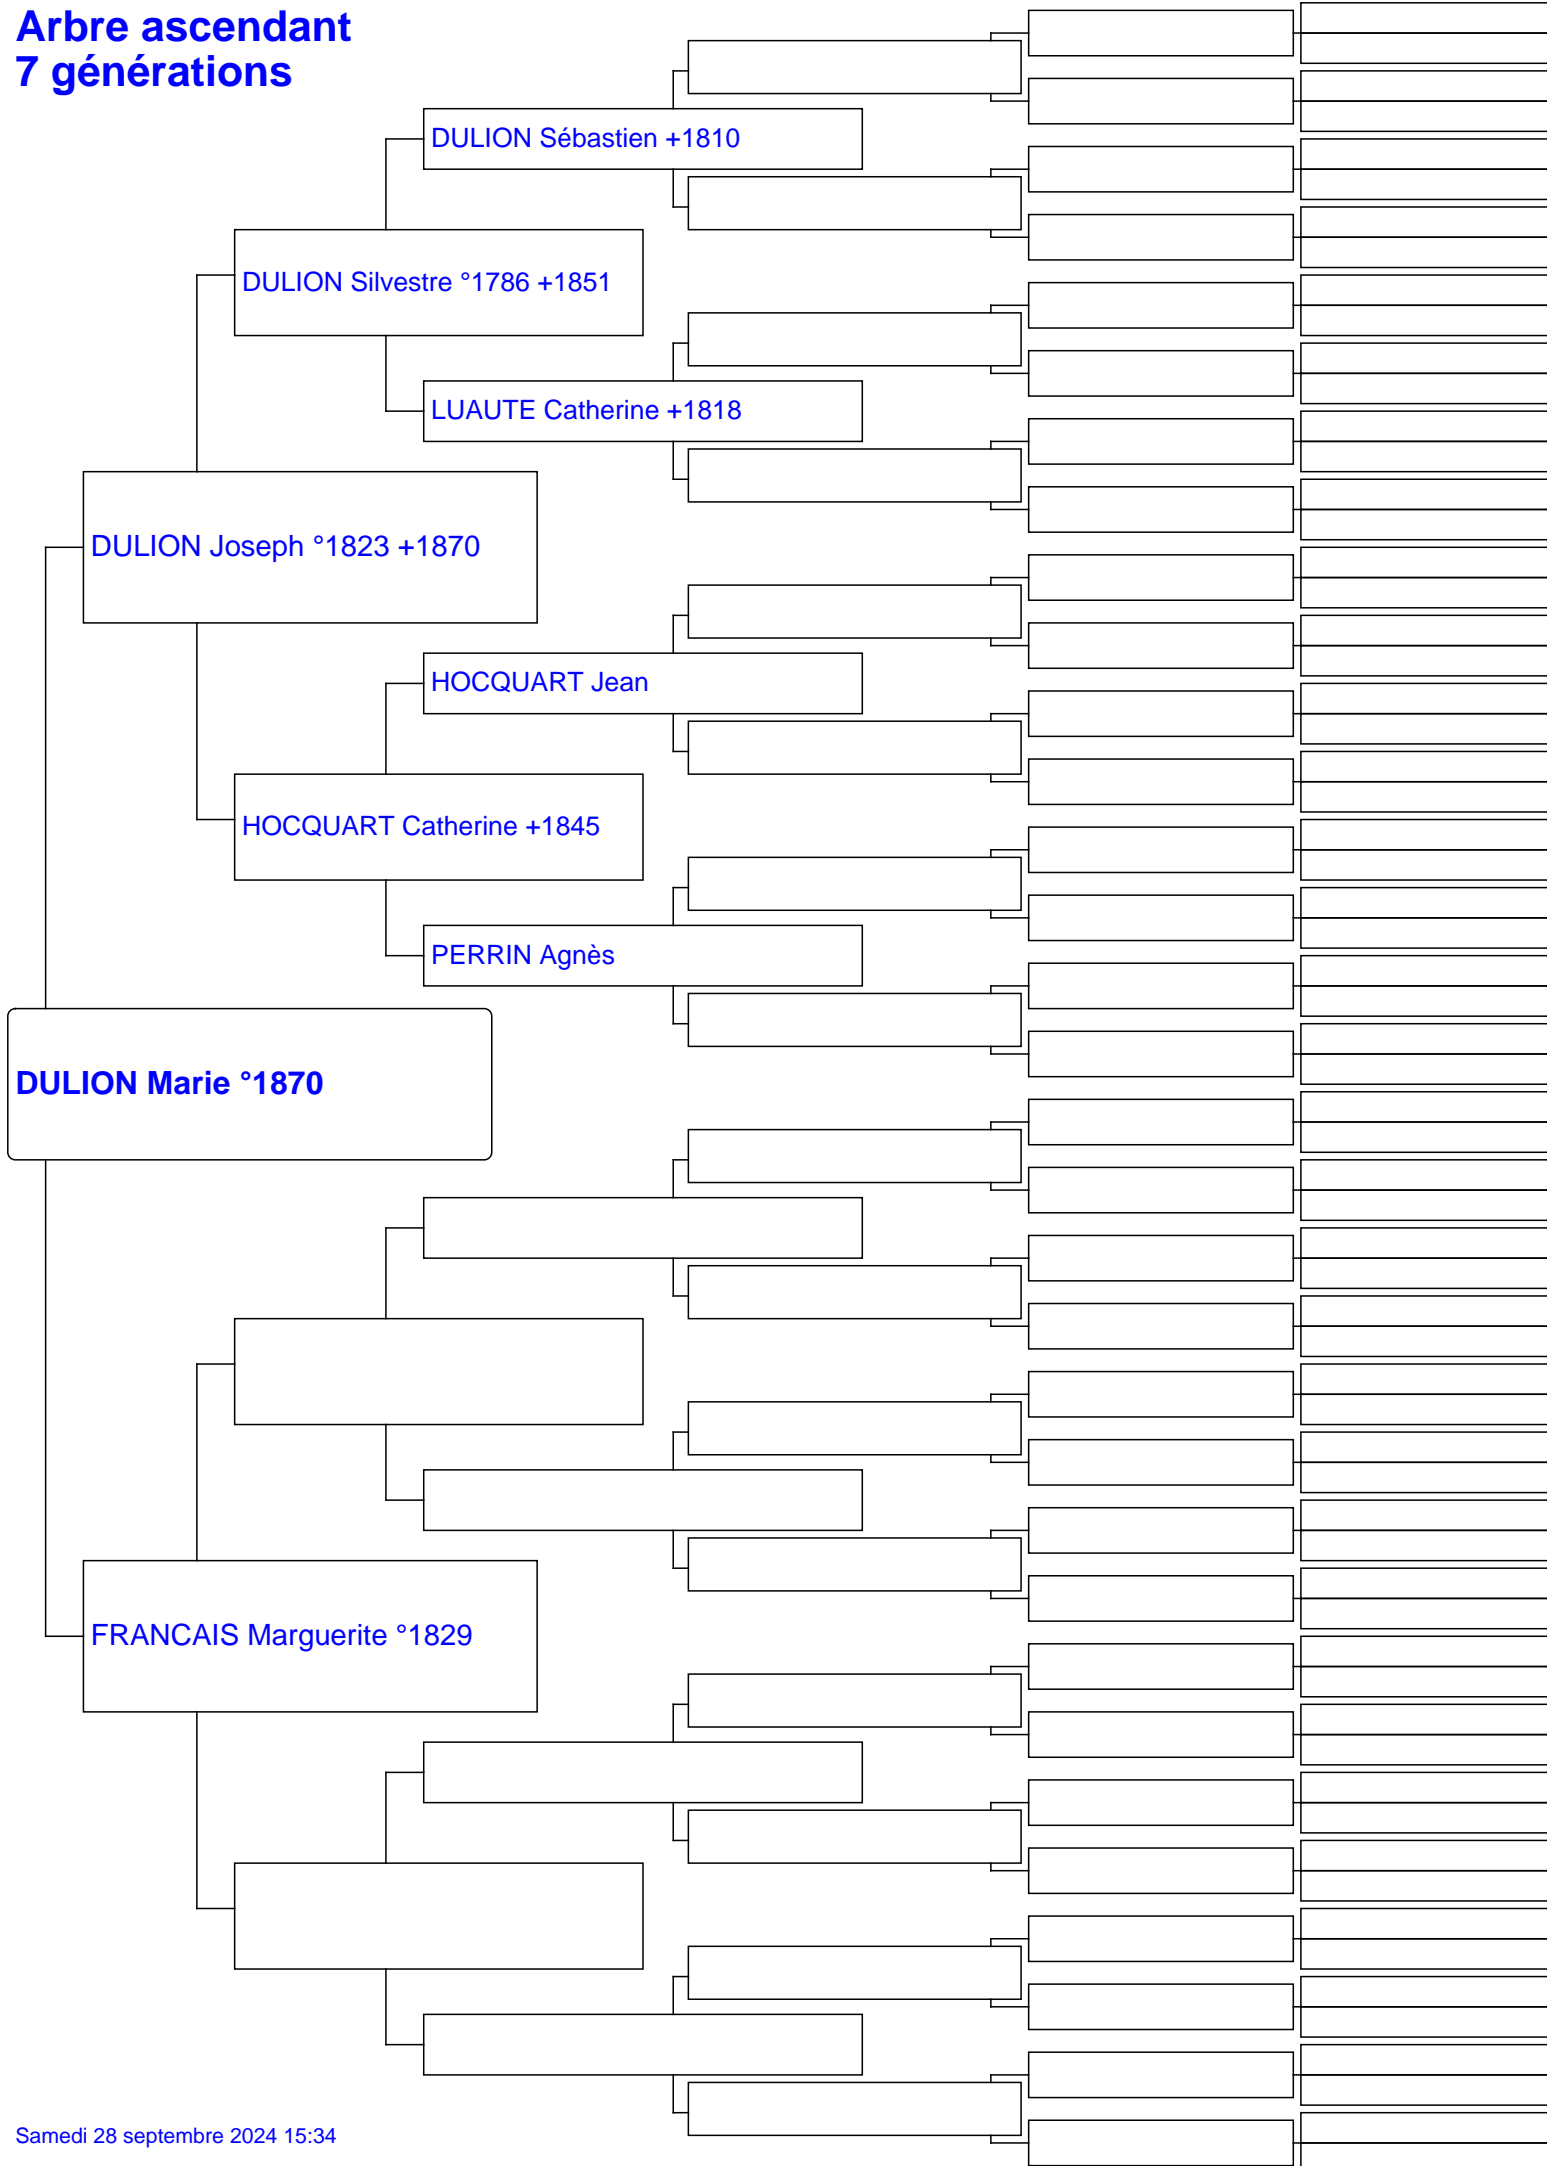 Arbre ascendant
7 générations
DULION Sébastien +1810
DULION Silvestre °1786 +1851
LUAUTE Catherine +1818
DULION Joseph °1823 +1870
HOCQUART Jean
HOCQUART Catherine +1845
PERRIN Agnès
DULION Marie °1870
FRANCAIS Marguerite °1829
Samedi 28 septembre 2024 15:34